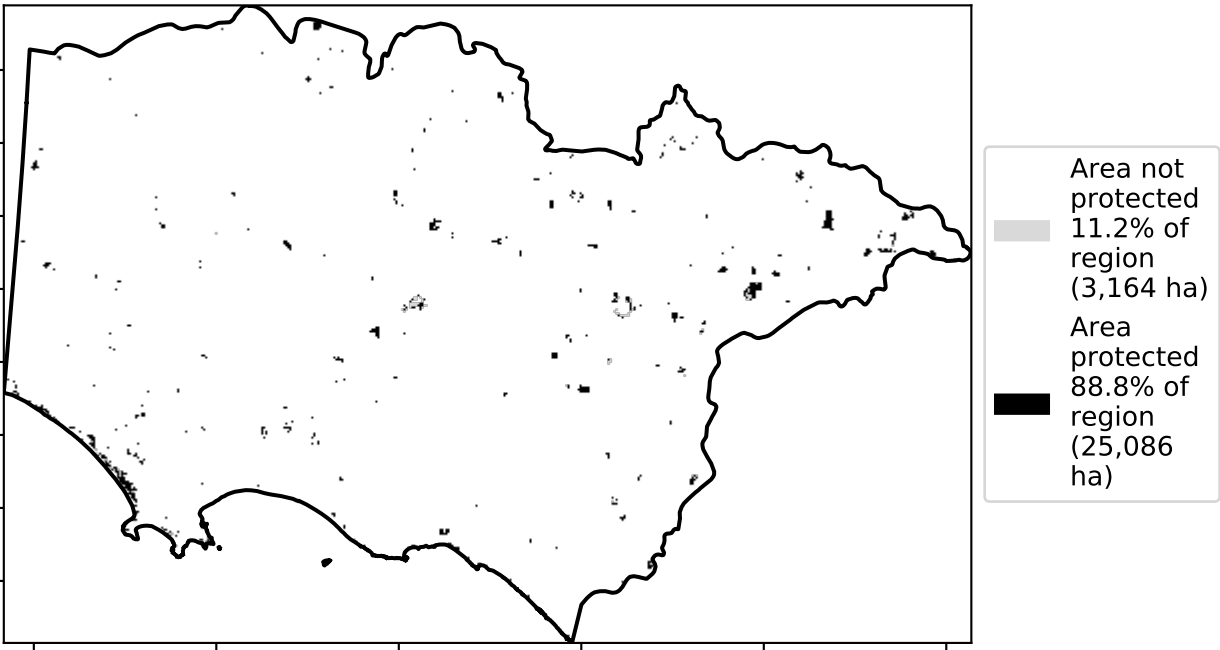 Area not
protected
11.2% of
region
(3,164 ha)
Area
protected
88.8% of
region
(25,086
ha)